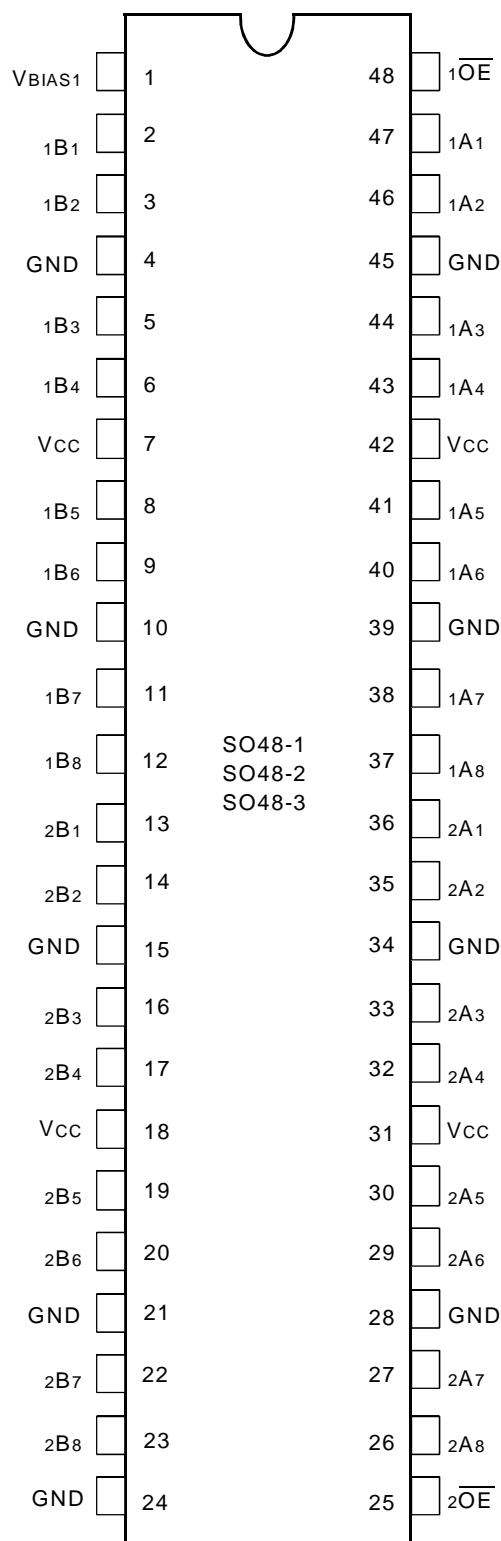 VBIAS1 1 48 1OE
1B1 2 47 1A1
1B2 3 46 1A2
GND 4 45 GND
1B3 5 44 1A3
1B4 6 43 1A4
VCC 7 42 VCC
1B5 8 41 1A5
1B6 9 40 1A6
GND 10 39 GND
1B7 11 38 1A7
1B8 12 37 1A8
SO48-1
SO48-2
SO48-3
2B1 13 36 2A1
2B2 14 35 2A2
GND 15 34 GND
2B3 16 33 2A3
2B4 17 32 2A4
VCC 18 31 VCC
2B5 19 30 2A5
2B6 20 29 2A6
GND 21 28 GND
2B7 22 27 2A7
2B8 23 26 2A8
GND 24 25 2OE